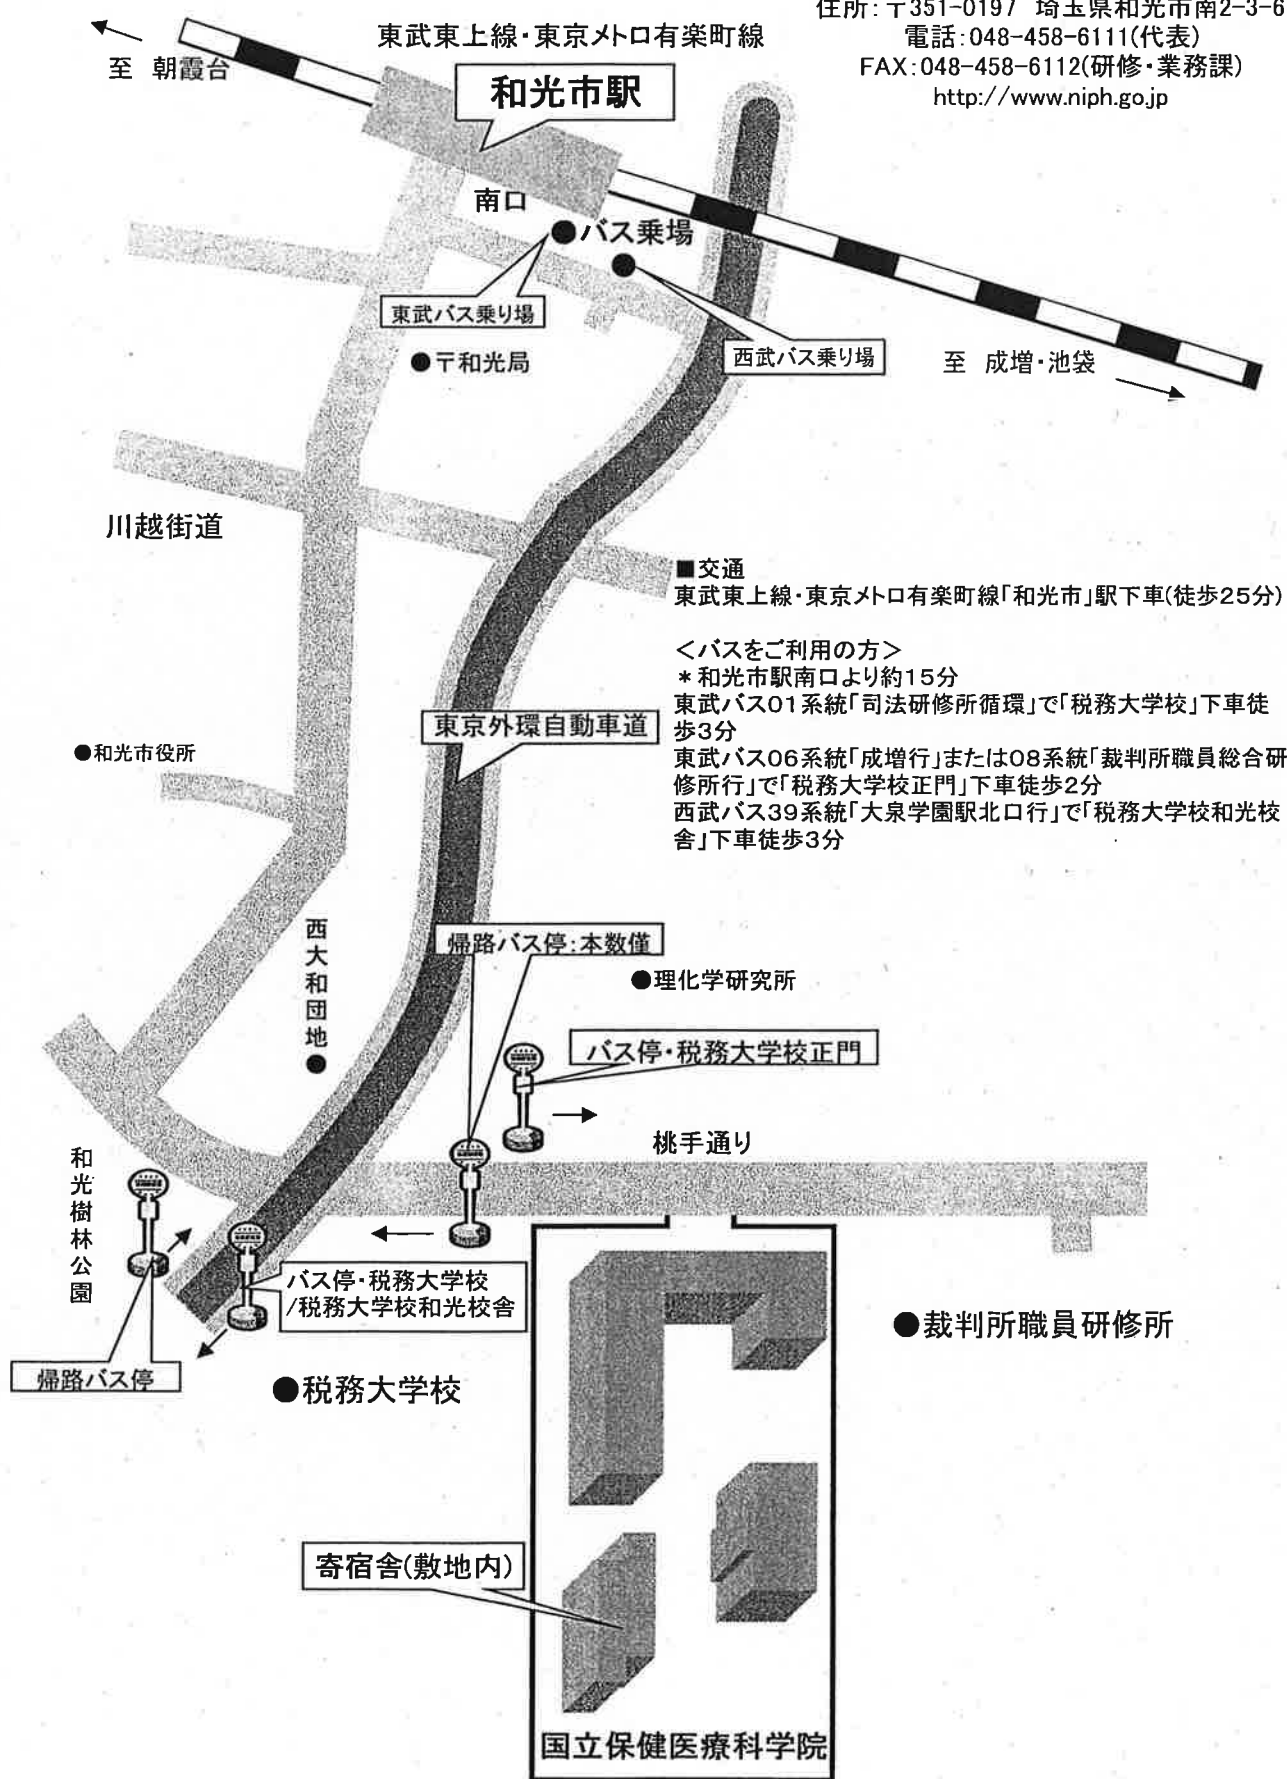 住所:〒351-0197 埼玉県和光市南2-3-6
電話:048-458-6111(代表)
FAX:048-458-6112(研修・業務課)
http://www.niph.go.jp
東武東上線・東京メトロ有楽町線
至 朝霞台
和光市駅
南口
●バス乗場
東武バス乗り場
西武バス乗り場
●〒和光局
至 成増・池袋
川越街道
■交通
東武東上線・東京メトロ有楽町線「和光市」駅下車(徒歩25分)
<バスをご利用の方>
*和光市駅南口より約15分
東武バス01系統「司法研修所循環」で「税務大学校」下車徒
歩3分
東武バス06系統「成増行」または08系統「裁判所職員総合研
修所行」で「税務大学校正門」下車徒歩2分
西武バス39系統「大泉学園駅北口行」で「税務大学校和光校
舎」下車徒歩3分
東京外環自動車道
●和光市役所
西大和団地●
帰路バス停:本数僅
●理化学研究所
バス停・税務大学校正門
桃手通り
和光樹林公園
バス停・税務大学校
/税務大学校和光校舎
帰路バス停
●税務大学校
●裁判所職員研修所
寄宿舎(敷地内)
国立保健医療科学院